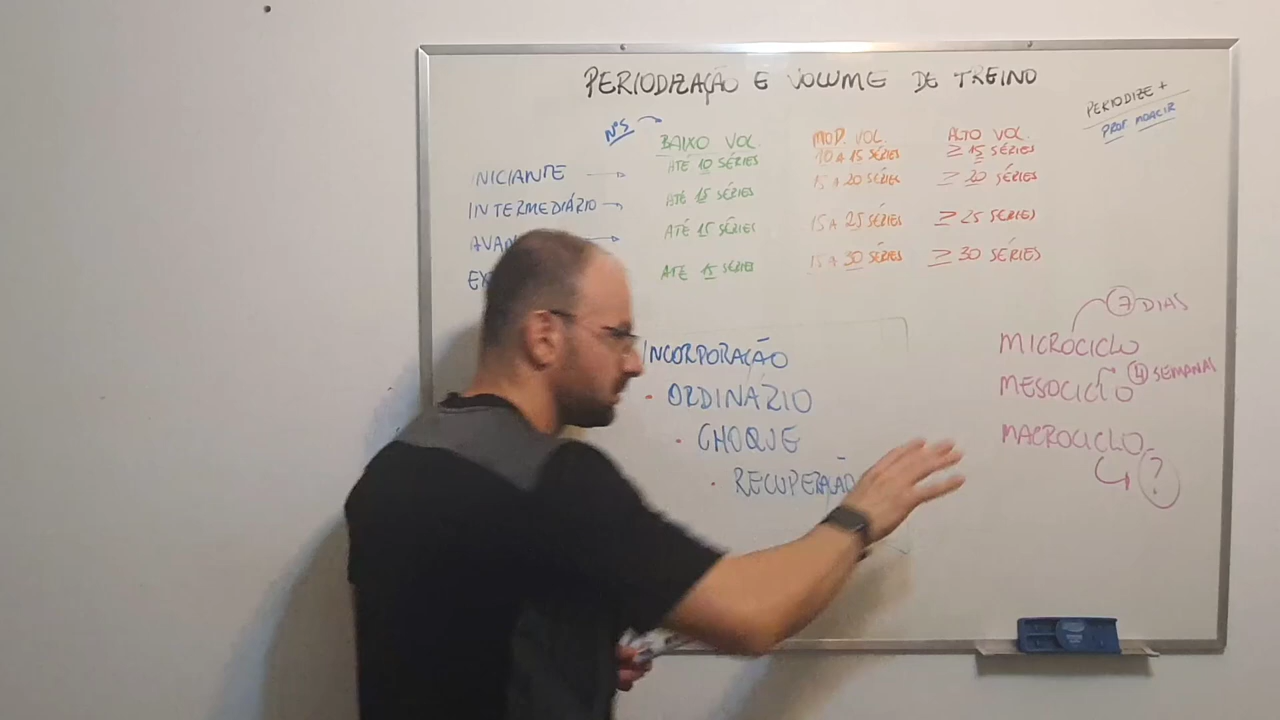 PERIODIZAÇÃO E VOLUME DE TREINO
PERIODIZE +
PROF. MOACIR
NºS
BAIXO VOL. MOD. VOL. ALTO VOL.
INICIANTE ATÉ 10 SÉRIES 10 A 15 SÉRIES ≥ 15 SÉRIES
INTERMEDIÁRIO ATÉ 15 SÉRIES 15 A 20 SÉRIES ≥ 20 SÉRIES
ATÉ 15 SÉRIES 15 A 25 SÉRIES ≥ 25 SÉRIES
ATÉ 15 SÉRIES 15 A 30 SÉRIES ≥ 30 SÉRIES
INCORPORAÇÃO
• ORDINÁRIO
• CHOQUE
• RECUPERAÇÃO
7 DIAS
MICROCICLO
4 SEMANAS
MESOCICLO
MACROCICLO
?